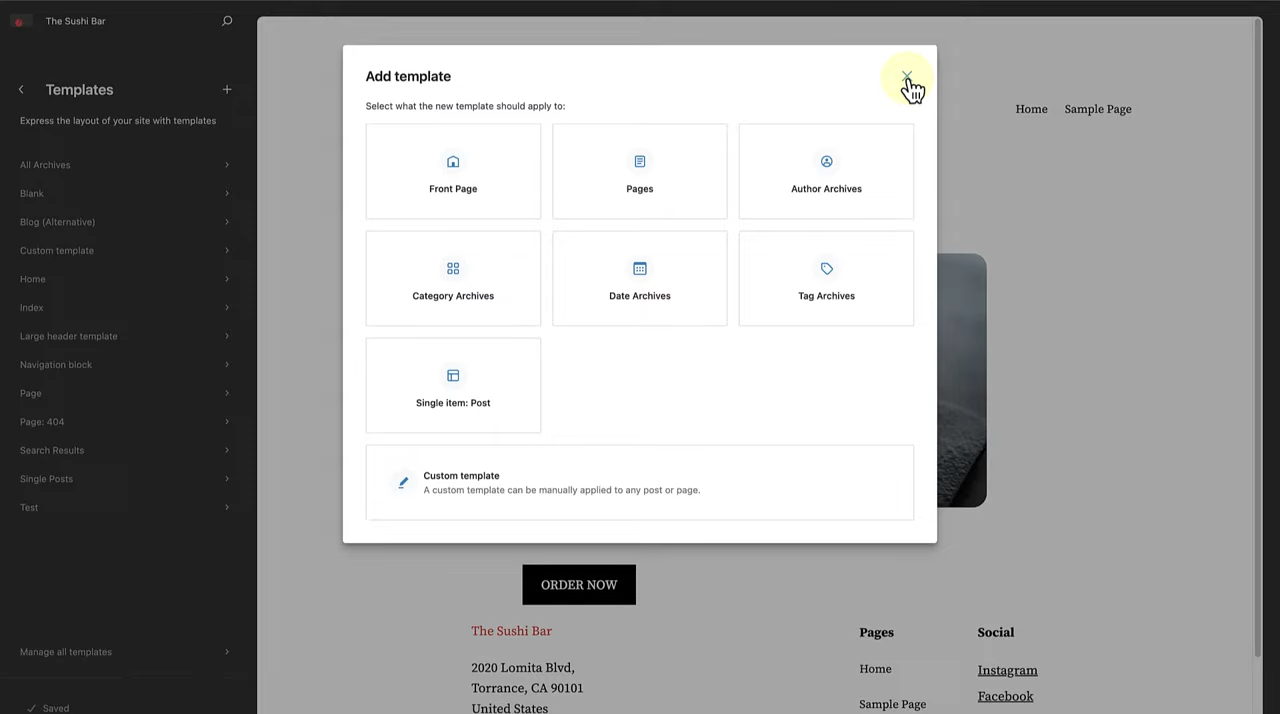 The Sushi Bar
Templates
Express the layout of your site with templates
All Archives
Blank
Blog (Alternative)
Custom template
Home
Index
Large header template
Navigation block
Page
Page: 404
Search Results
Single Posts
Test
Manage all templates
Saved
Add template
Select what the new template should apply to:
Front Page
Pages
Author Archives
Category Archives
Date Archives
Tag Archives
Single item: Post
Custom template
A custom template can be manually applied to any post or page.
Home Sample Page
ORDER NOW
The Sushi Bar
2020 Lomita Blvd,
Torrance, CA 90101
United States
Pages
Home
Sample Page
Social
Instagram
Facebook